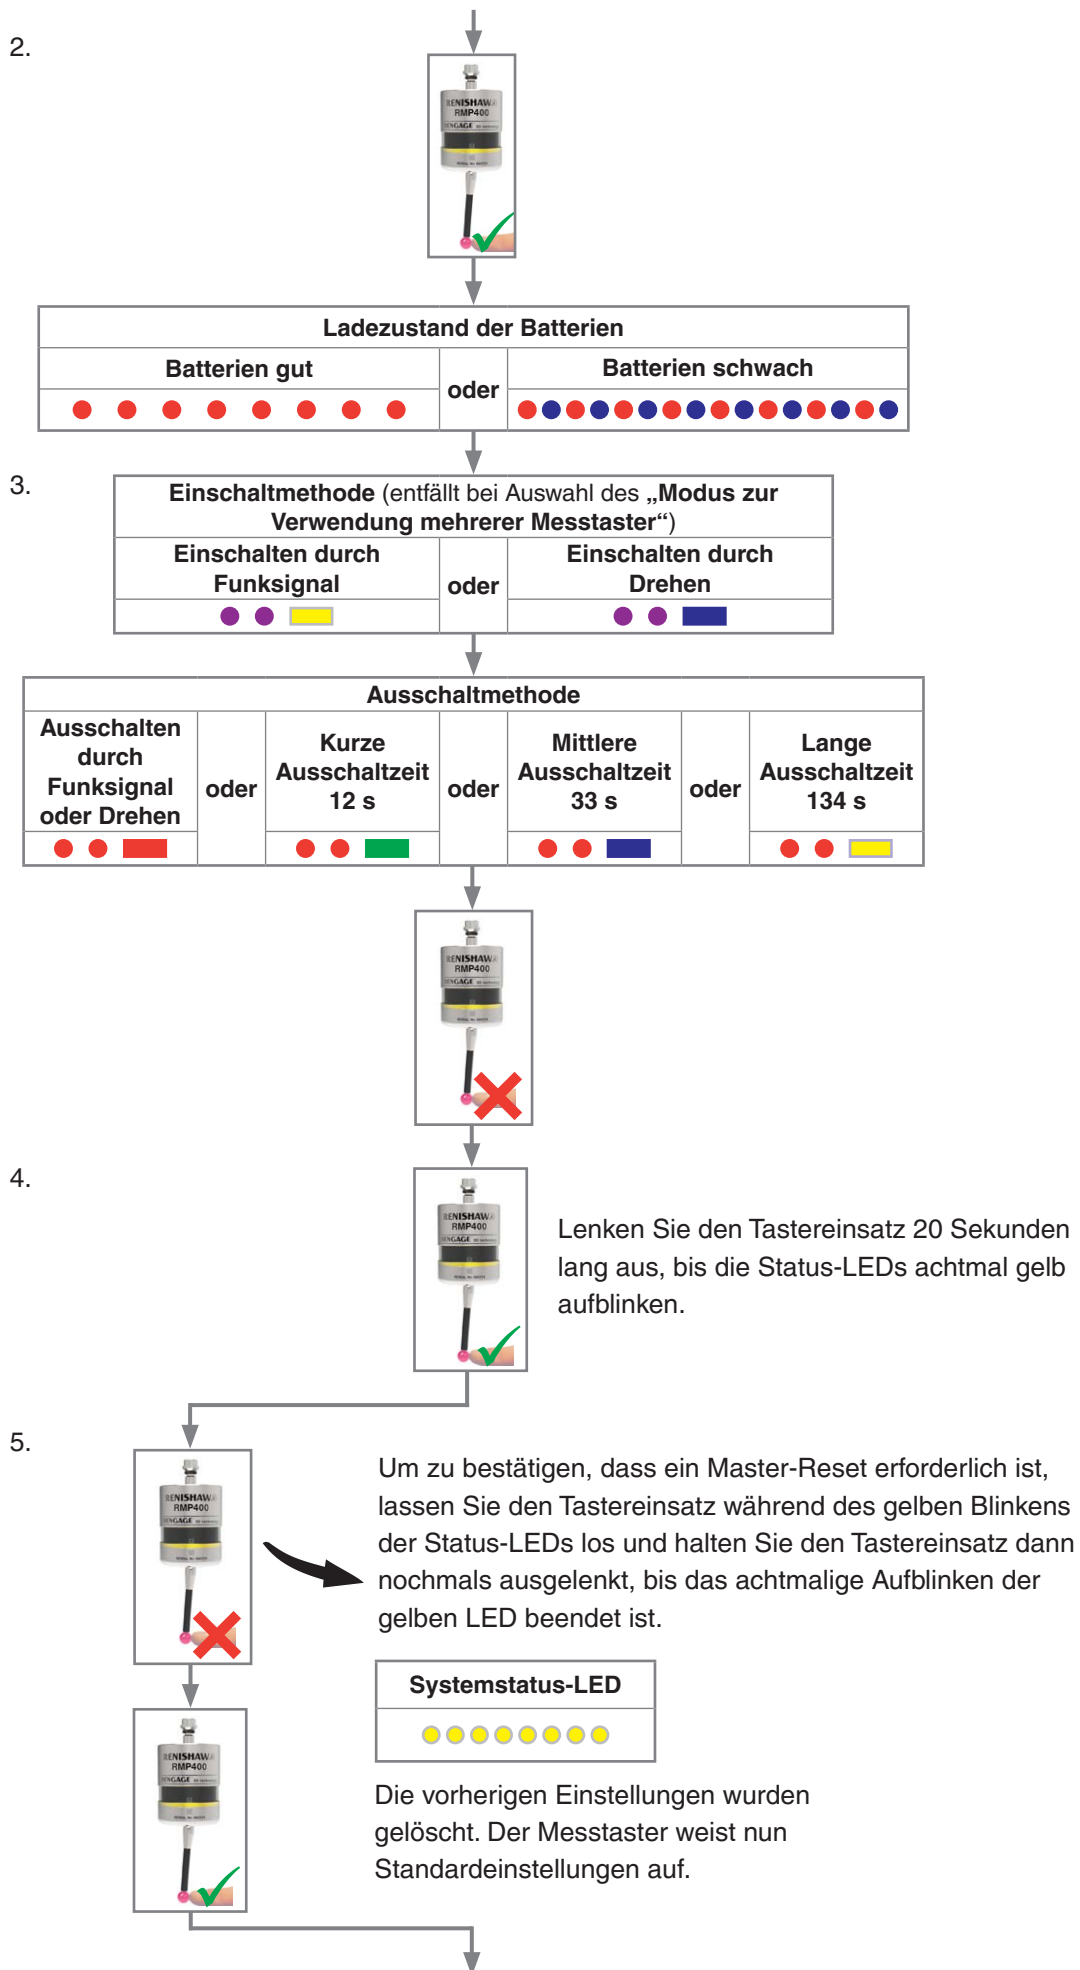 2.
RENISHAW
RMP400
RENGAGE
Ladezustand der Batterien
Batterien gut
oder
Batterien schwach
3.
Einschaltmethode (entfällt bei Auswahl des „Modus zur
Verwendung mehrerer Messtaster“)
Einschalten durch
Funksignal
oder
Einschalten durch
Drehen
Ausschaltmethode
Ausschalten
durch
Funksignal
oder Drehen
oder
Kurze
Ausschaltzeit
12 s
oder
Mittlere
Ausschaltzeit
33 s
oder
Lange
Ausschaltzeit
134 s
RENISHAW
RMP400
RENGAGE
4.
RENISHAW
RMP400
RENGAGE
Lenken Sie den Tastereinsatz 20 Sekunden
lang aus, bis die Status-LEDs achtmal gelb
aufblinken.
5.
RENISHAW
RMP400
RENGAGE
Um zu bestätigen, dass ein Master-Reset erforderlich ist,
lassen Sie den Tastereinsatz während des gelben Blinkens
der Status-LEDs los und halten Sie den Tastereinsatz dann
nochmals ausgelenkt, bis das achtmalige Aufblinken der
gelben LED beendet ist.
Systemstatus-LED
RENISHAW
RMP400
RENGAGE
Die vorherigen Einstellungen wurden
gelöscht. Der Messtaster weist nun
Standardeinstellungen auf.